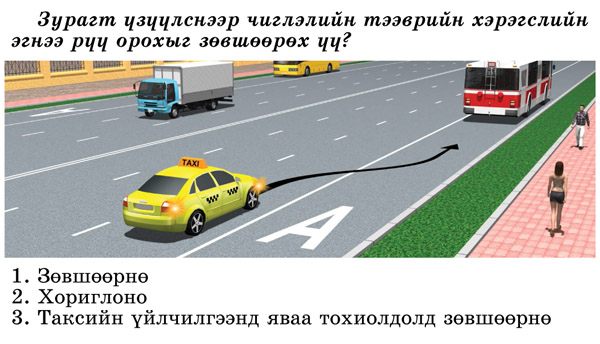 Зурагт үзүүлснээр чиглэлийн тээврийн хэрэгслийн
эгнээ рүү орохыг зөвшөөрөх үү?
TAXI
А
1. Зөвшөөрнө
2. Хориглоно
3. Таксийн үйлчилгээнд яваа тохиолдолд зөвшөөрнө